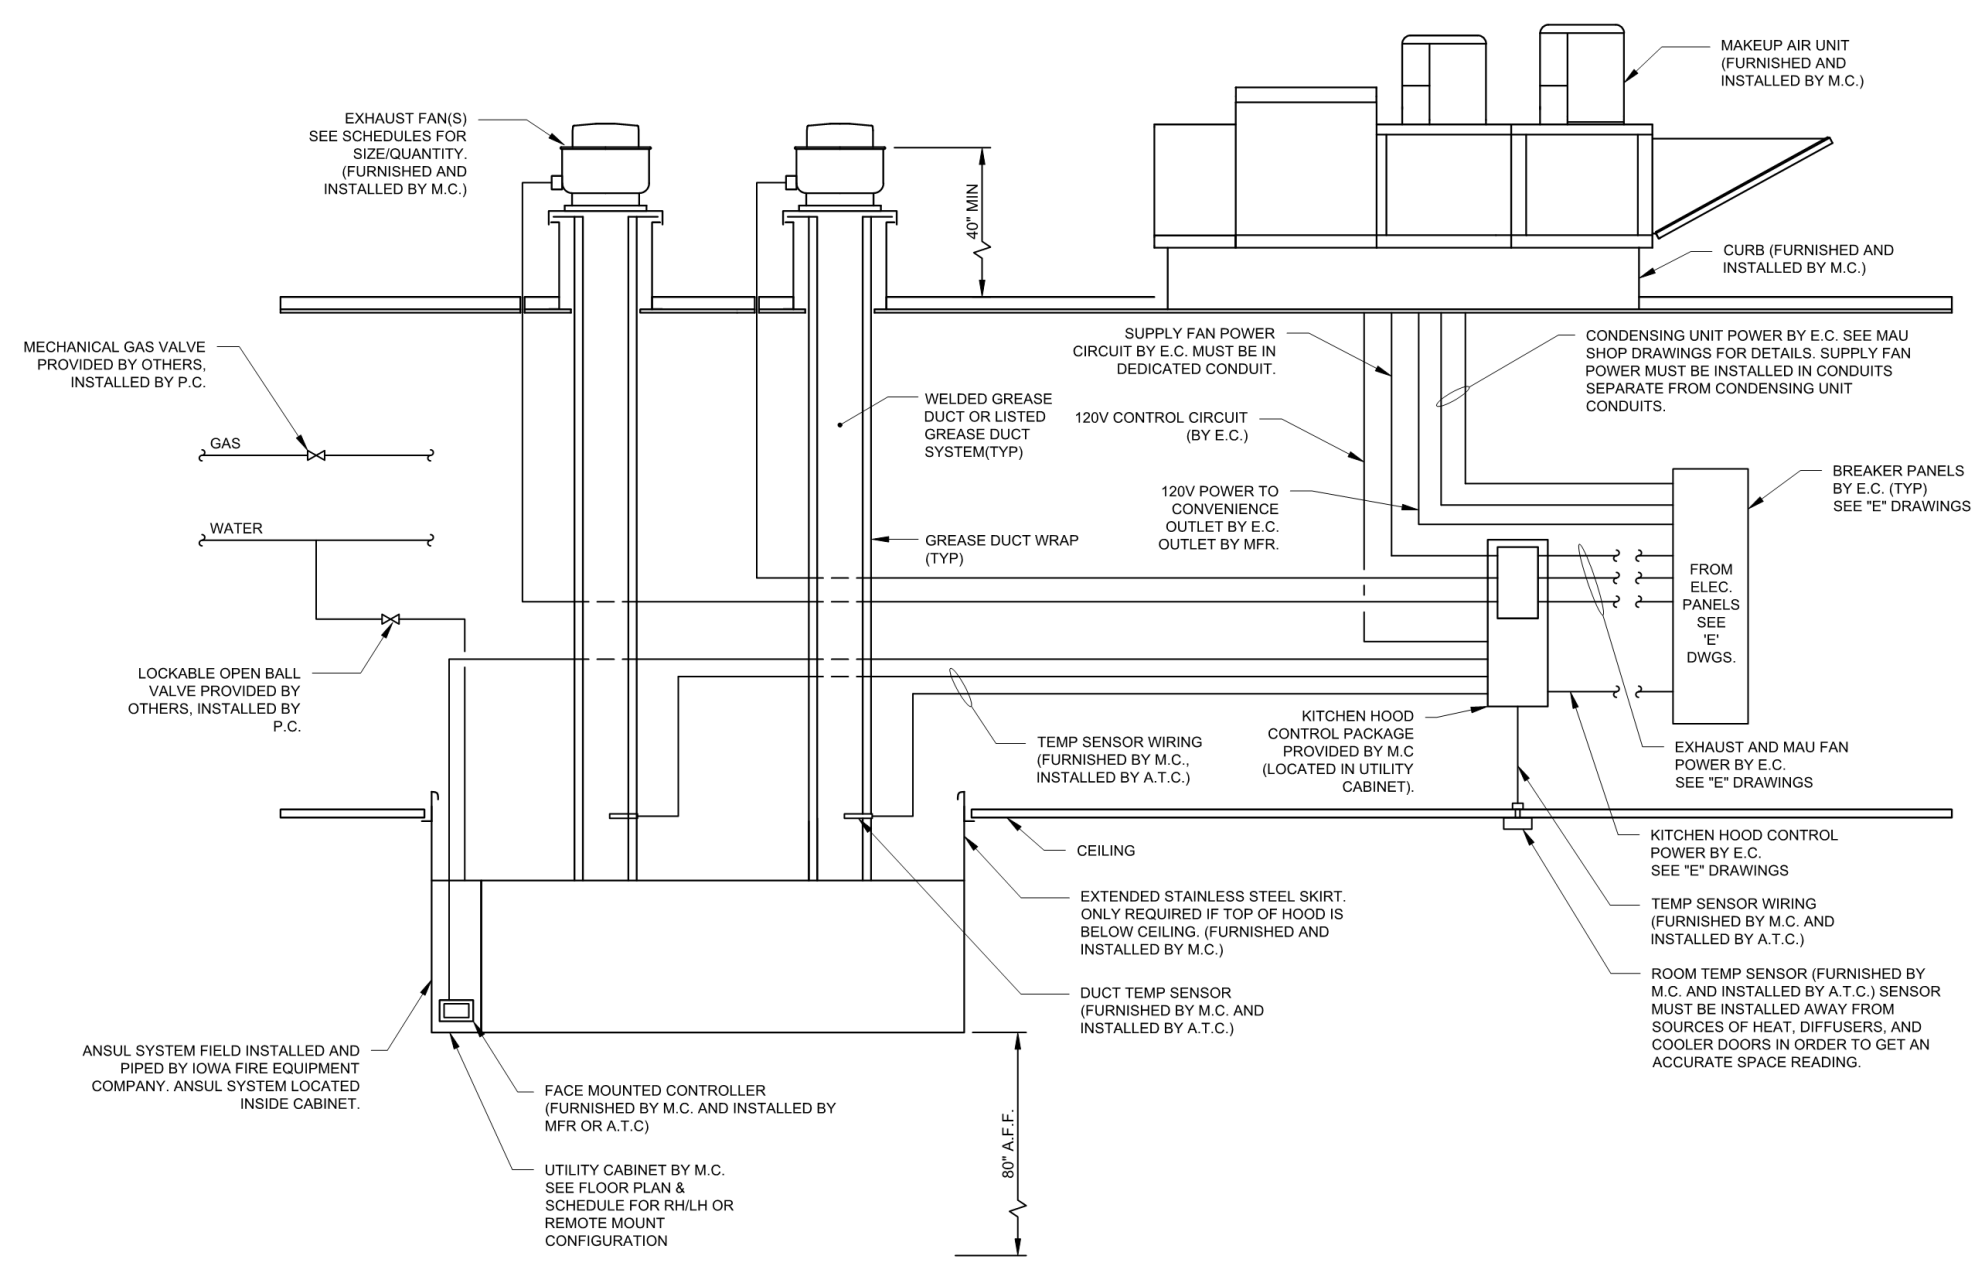 MAKEUP AIR UNIT
(FURNISHED AND
INSTALLED BY M.C.)
EXHAUST FAN(S)
SEE SCHEDULES FOR
SIZE/QUANTITY.
(FURNISHED AND
INSTALLED BY M.C.)
40" MIN
CURB (FURNISHED AND
INSTALLED BY M.C.)
MECHANICAL GAS VALVE
PROVIDED BY OTHERS,
INSTALLED BY P.C.
SUPPLY FAN POWER
CIRCUIT BY E.C. MUST BE IN
DEDICATED CONDUIT.
CONDENSING UNIT POWER BY E.C. SEE MAU
SHOP DRAWINGS FOR DETAILS. SUPPLY FAN
POWER MUST BE INSTALLED IN CONDUITS
SEPARATE FROM CONDENSING UNIT
CONDUITS.
WELDED GREASE
DUCT OR LISTED
GREASE DUCT
SYSTEM(TYP)
120V CONTROL CIRCUIT
(BY E.C.)
GAS
BREAKER PANELS
BY E.C. (TYP)
SEE "E" DRAWINGS
120V POWER TO
CONVENIENCE
OUTLET BY E.C.
OUTLET BY MFR.
WATER
GREASE DUCT WRAP
(TYP)
FROM
ELEC.
PANELS
SEE
'E'
DWGS.
LOCKABLE OPEN BALL
VALVE PROVIDED BY
OTHERS, INSTALLED BY
P.C.
KITCHEN HOOD
CONTROL PACKAGE
PROVIDED BY M.C
(LOCATED IN UTILITY
CABINET).
TEMP SENSOR WIRING
(FURNISHED BY M.C.,
INSTALLED BY A.T.C.)
EXHAUST AND MAU FAN
POWER BY E.C.
SEE "E" DRAWINGS
CEILING
KITCHEN HOOD CONTROL
POWER BY E.C.
SEE "E" DRAWINGS
EXTENDED STAINLESS STEEL SKIRT.
ONLY REQUIRED IF TOP OF HOOD IS
BELOW CEILING. (FURNISHED AND
INSTALLED BY M.C.)
TEMP SENSOR WIRING
(FURNISHED BY M.C. AND
INSTALLED BY A.T.C.)
DUCT TEMP SENSOR
(FURNISHED BY M.C. AND
INSTALLED BY A.T.C.)
ROOM TEMP SENSOR (FURNISHED BY
M.C. AND INSTALLED BY A.T.C.) SENSOR
MUST BE INSTALLED AWAY FROM
SOURCES OF HEAT, DIFFUSERS, AND
COOLER DOORS IN ORDER TO GET AN
ACCURATE SPACE READING.
ANSUL SYSTEM FIELD INSTALLED AND
PIPED BY IOWA FIRE EQUIPMENT
COMPANY. ANSUL SYSTEM LOCATED
INSIDE CABINET.
FACE MOUNTED CONTROLLER
(FURNISHED BY M.C. AND INSTALLED BY
MFR OR A.T.C)
80" A.F.F.
UTILITY CABINET BY M.C.
SEE FLOOR PLAN &
SCHEDULE FOR RH/LH OR
REMOTE MOUNT
CONFIGURATION